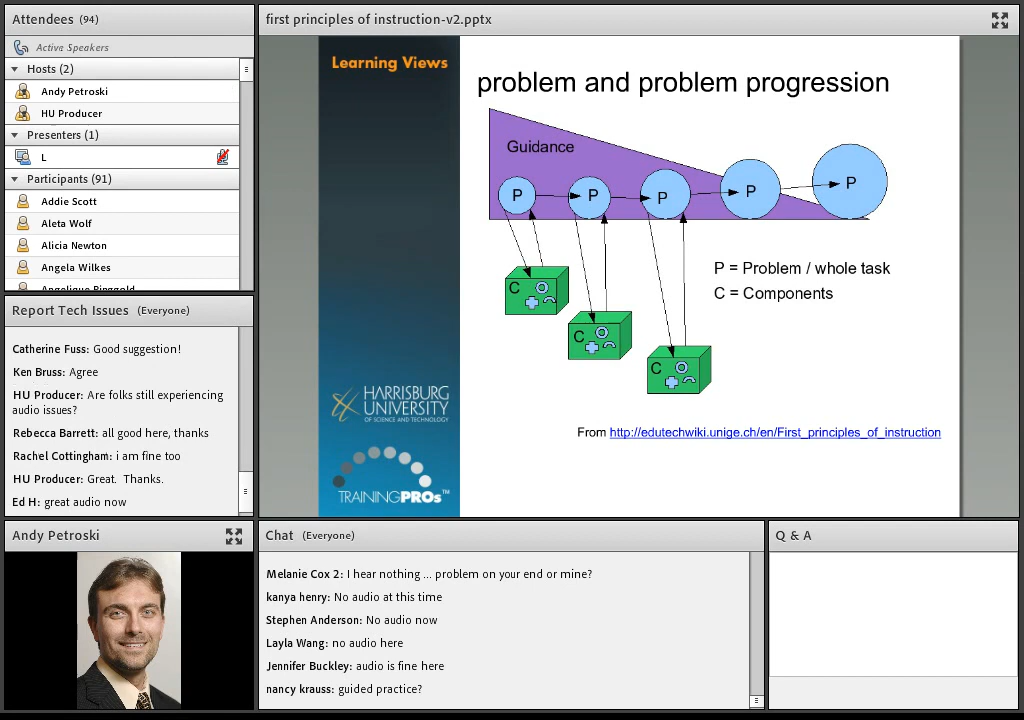 Attendees (94)
Active Speakers
Hosts (2)
Andy Petroski
HU Producer
Presenters (1)
L
Participants (91)
Addie Scott
Aleta Wolf
Alicia Newton
Angela Wilkes
Angelique Ringgold
Report Tech Issues (Everyone)
Catherine Fuss: Good suggestion!
Ken Bruss: Agree
HU Producer: Are folks still experiencing
audio issues?
Rebecca Barrett: all good here, thanks
Rachel Cottingham: i am fine too
HU Producer: Great. Thanks.
Ed H: great audio now
first principles of instruction-v2.pptx
Learning Views
problem and problem progression
Guidance
P
P
P
P
P
C
C
C
P = Problem / whole task
C = Components
From http://edutechwiki.unige.ch/en/First_principles_of_instruction
HARRISBURG
UNIVERSITY
OF SCIENCE AND TECHNOLOGY
TRAININGPROs™
Andy Petroski
Chat (Everyone)
Melanie Cox 2: I hear nothing ... problem on your end or mine?
kanya henry: No audio at this time
Stephen Anderson: No audio now
Layla Wang: no audio here
Jennifer Buckley: audio is fine here
nancy krauss: guided practice?
Q & A